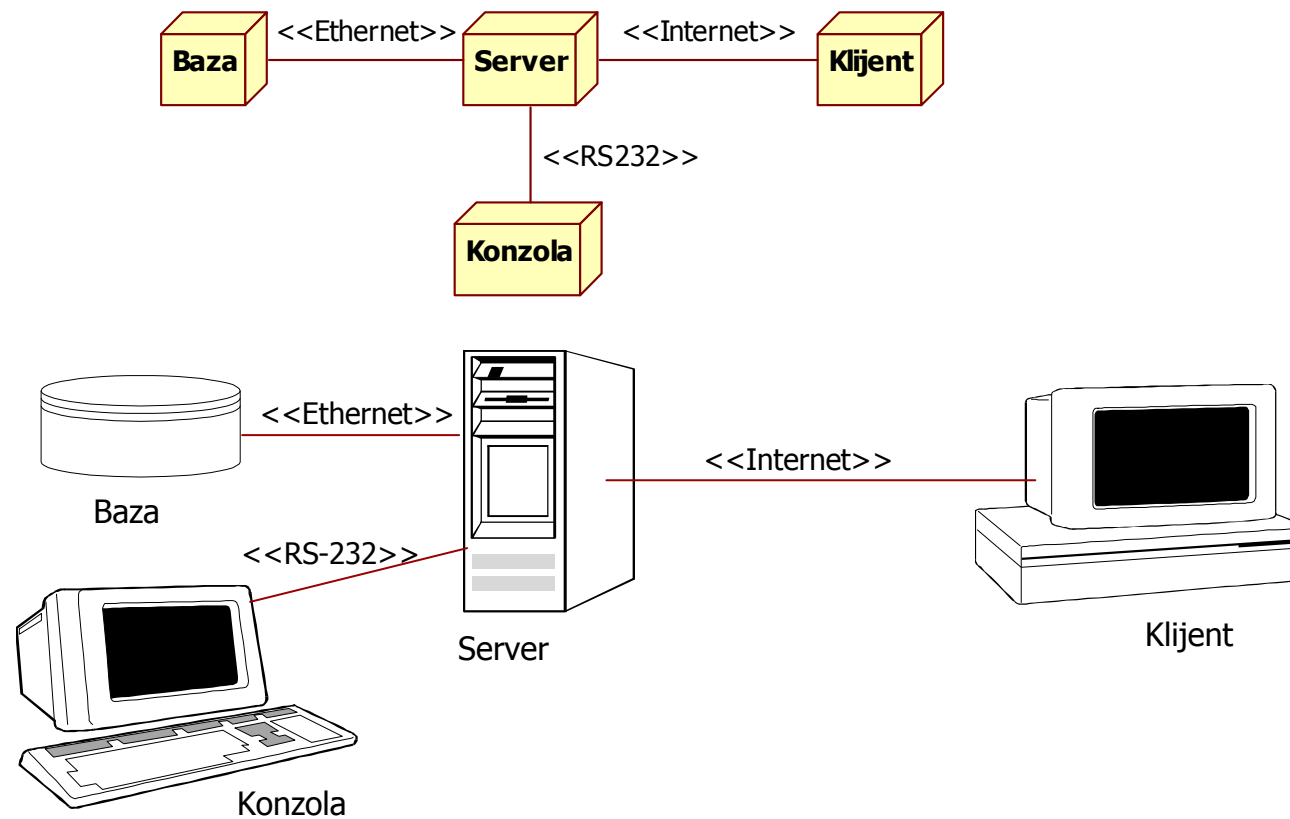 <<Ethernet>>
<<Internet>>
Baza
Server
Klijent
<<RS232>>
Konzola
<<Ethernet>>
<<Internet>>
Baza
<<RS-232>>
Server
Klijent
Konzola